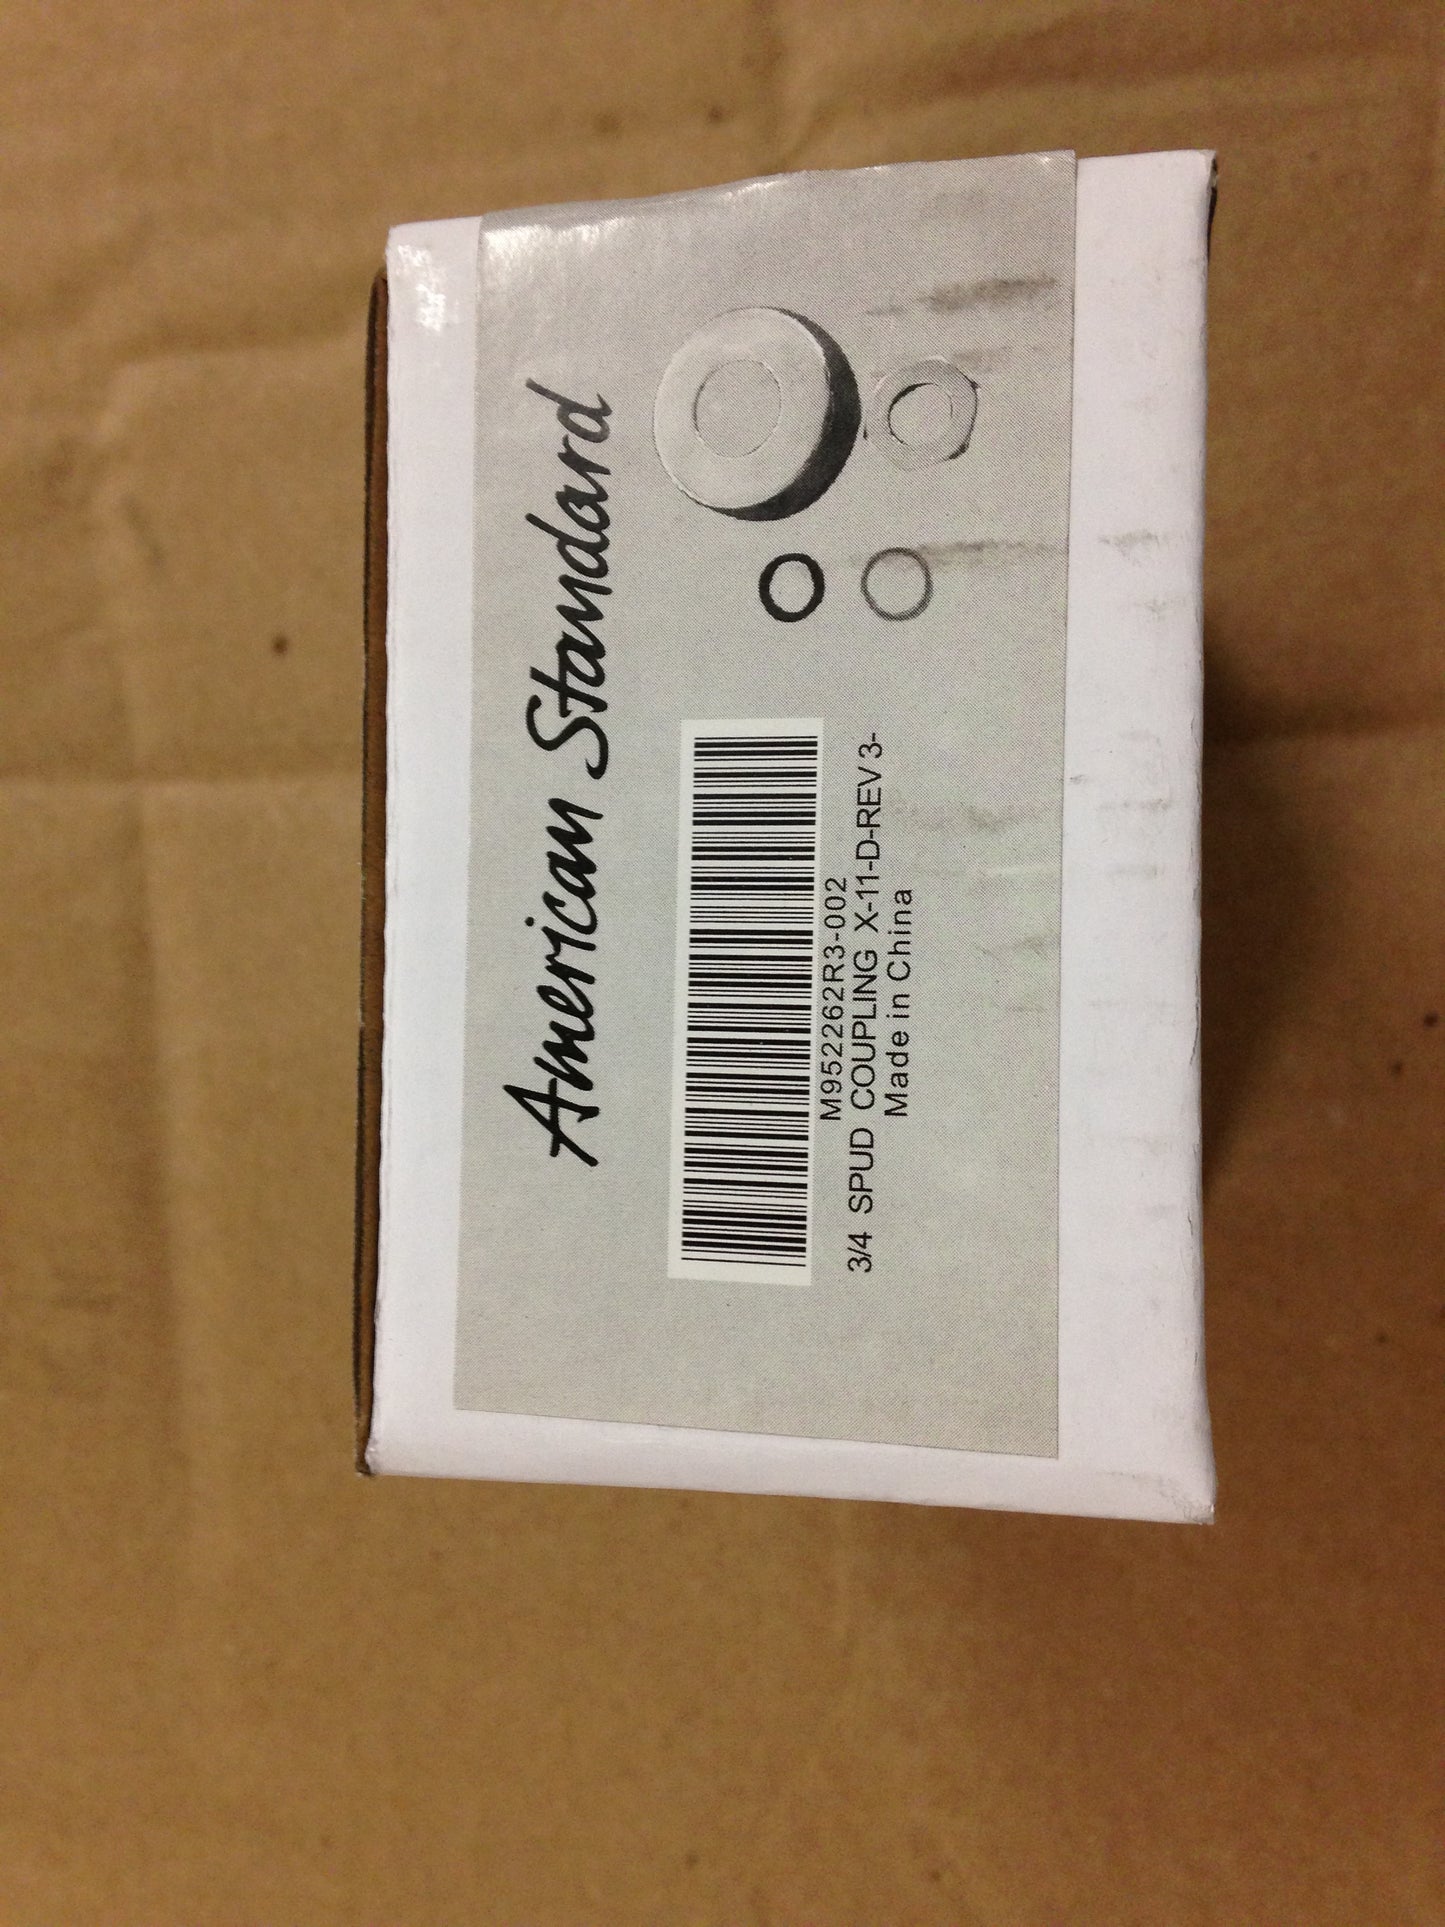 American Standard
M952262R3-002
3/4 SPUD COUPLING X-11-D-REV 3-
Made in China